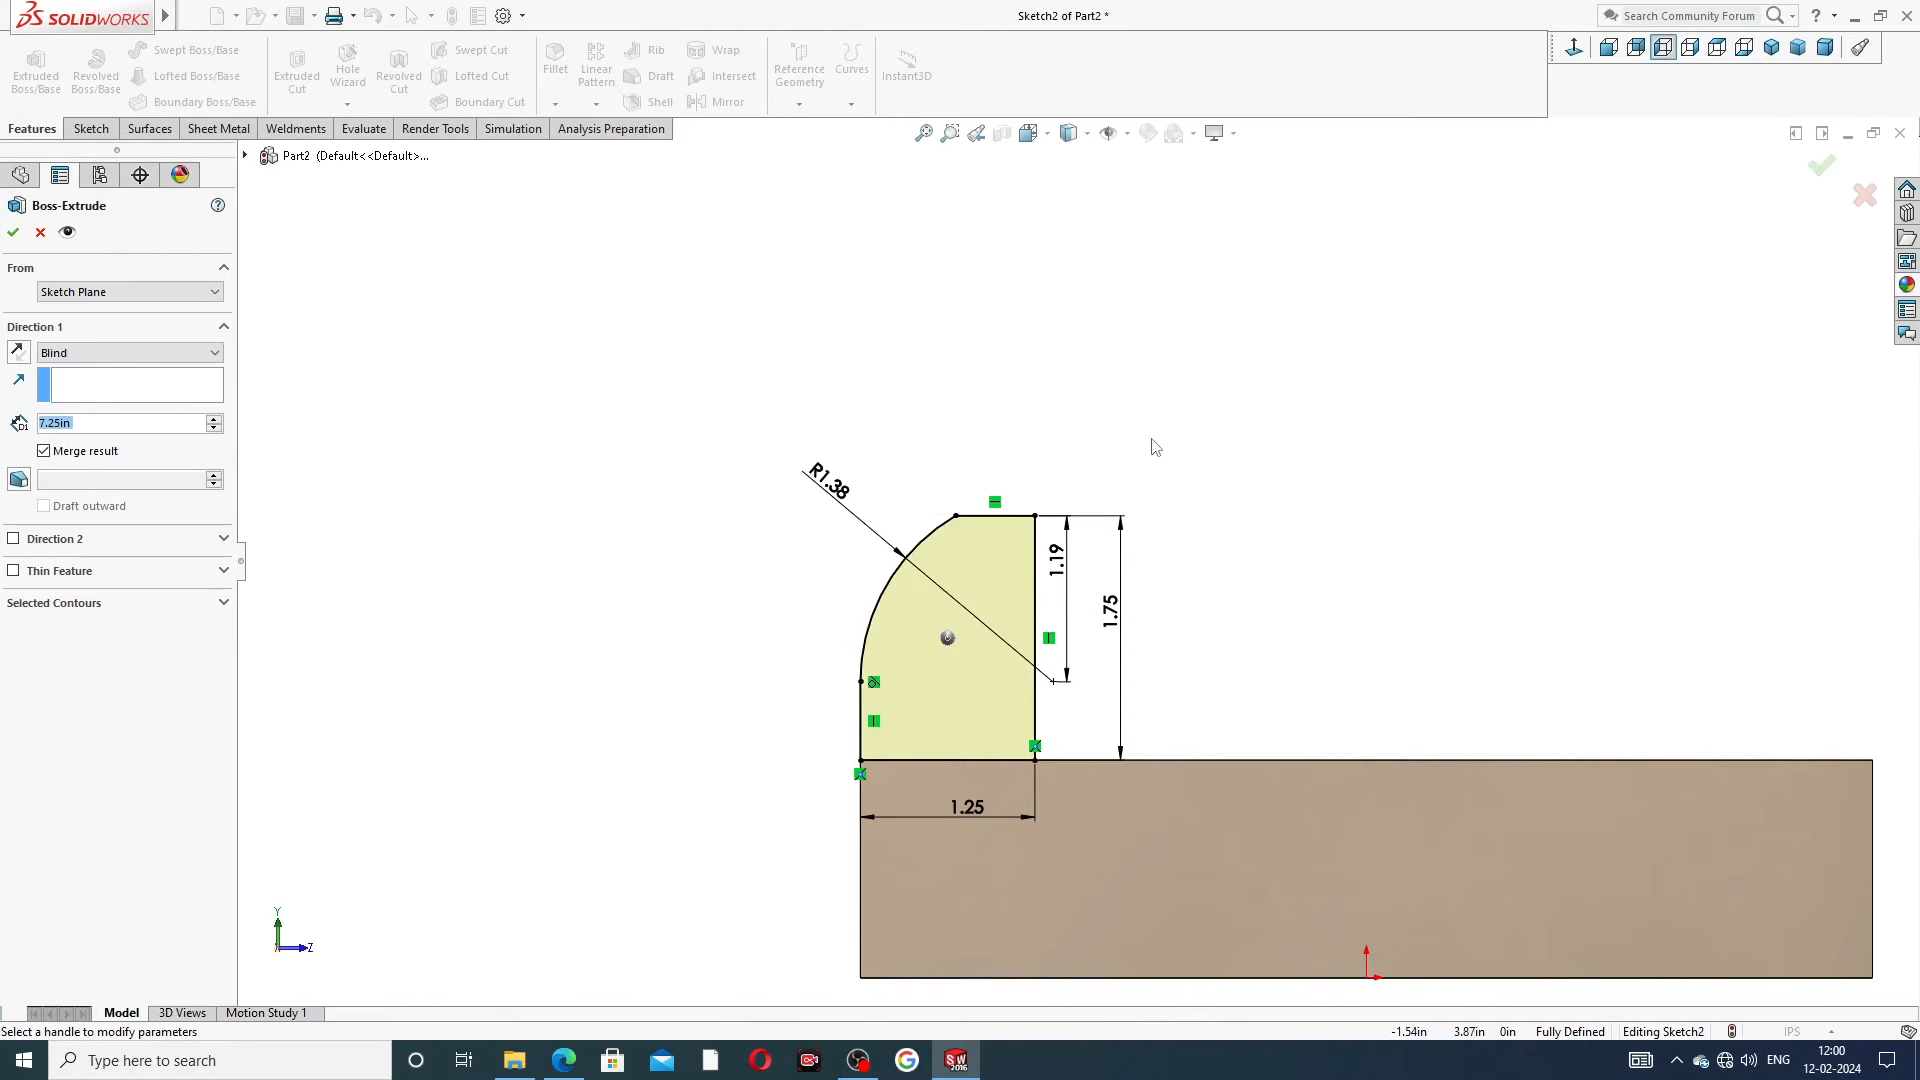 SOLIDWORKS
Sketch2 of Part2 *
Search Community Forum
Extruded Boss/Base
Revolved Boss/Base
Swept Boss/Base
Lofted Boss/Base
Boundary Boss/Base
Extruded Cut
Hole Wizard
Revolved Cut
Swept Cut
Lofted Cut
Boundary Cut
Fillet
Linear Pattern
Rib
Draft
Shell
Wrap
Intersect
Mirror
Reference Geometry
Curves
Instant3D
Features Sketch Surfaces Sheet Metal Weldments Evaluate Render Tools Simulation Analysis Preparation
Part2 (Default<<Default>...
Boss-Extrude
From
Sketch Plane
Direction 1
Blind
D1
7.25in
Merge result
Draft outward
Direction 2
Thin Feature
Selected Contours
R1.38
1.19
1.75
1.25
Y
Z
Model 3D Views Motion Study 1
Select a handle to modify parameters
-1.54in 3.87in 0in Fully Defined Editing Sketch2 IPS
Type here to search
SW
2016
ENG
12:00
12-02-2024